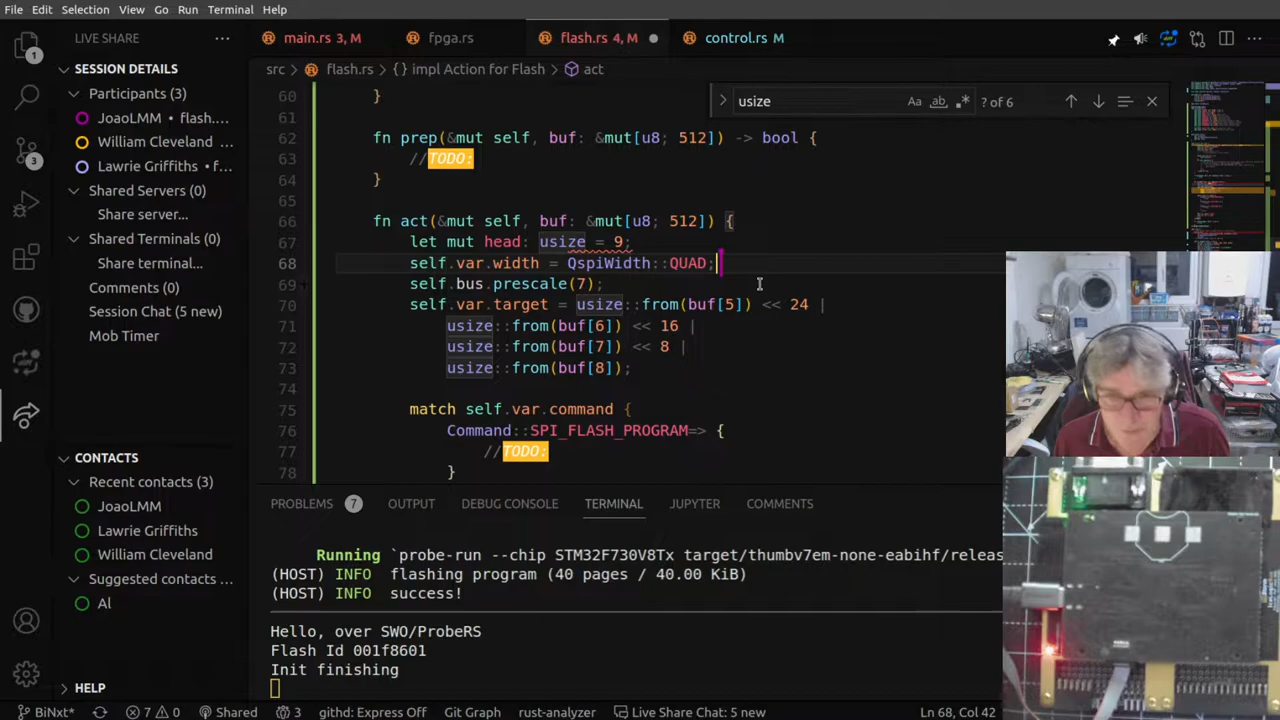 File Edit Selection View Go Run Terminal Help
LIVE SHARE
main.rs 3, M
fpga.rs
flash.rs 4, M
control.rs M
1
SESSION DETAILS
src > flash.rs > {} impl Action for Flash > act
Participants (3)
JoaoLMM • flash....
William Cleveland ...
Lawrie Griffiths • f...
3
Shared Servers (0)
Share server...
Shared Terminals (0)
Share terminal...
Comments (0)
Session Chat (5 new)
Mob Timer
usize
Aa ab .*
? of 6
60 }
61
62 fn prep(&mut self, buf: &mut[u8; 512]) -> bool {
63 //TODO:
64 }
65
66 fn act(&mut self, buf: &mut[u8; 512]) {
67 let mut head: usize = 9;
68 self.var.width = QspiWidth::QUAD;
69 self.bus.prescale(7);
70 self.var.target = usize::from(buf[5]) << 24 |
71 usize::from(buf[6]) << 16 |
72 usize::from(buf[7]) << 8 |
73 usize::from(buf[8]);
74
75 match self.var.command {
76 Command::SPI_FLASH_PROGRAM=> {
77 //TODO:
78 }
CONTACTS
Recent contacts (3)
JoaoLMM
Lawrie Griffiths
William Cleveland
Suggested contacts ...
Al
HELP
PROBLEMS 7 OUTPUT DEBUG CONSOLE TERMINAL JUPYTER COMMENTS
Running `probe-run --chip STM32F730V8Tx target/thumbv7em-none-eabihf/releas
(HOST) INFO flashing program (40 pages / 40.00 KiB)
(HOST) INFO success!
Hello, over SWO/ProbeRS
Flash Id 001f8601
Init finishing
BiNxt* 7 0 Shared 3 githd: Express Off Git Graph rust-analyzer Live Share Chat: 5 new Ln 68, Col 42